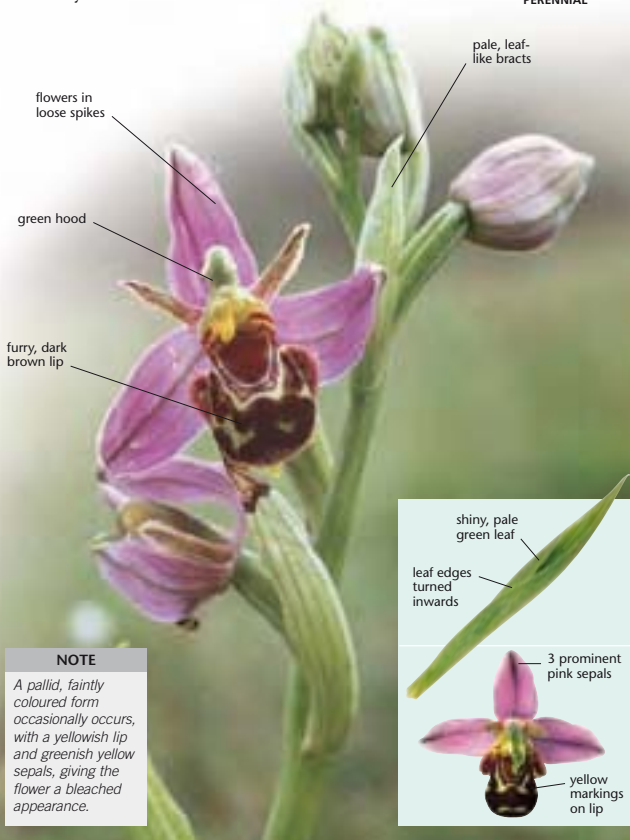 PERENNIAL
pale, leaf-
like bracts
flowers in
loose spikes
green hood
furry, dark
brown lip
shiny, pale
green leaf
leaf edges
turned
inwards
3 prominent
pink sepals
yellow
markings
on lip
NOTE
A pallid, faintly
coloured form
occasionally occurs,
with a yellowish lip
and greenish yellow
sepals, giving the
flower a bleached
appearance.